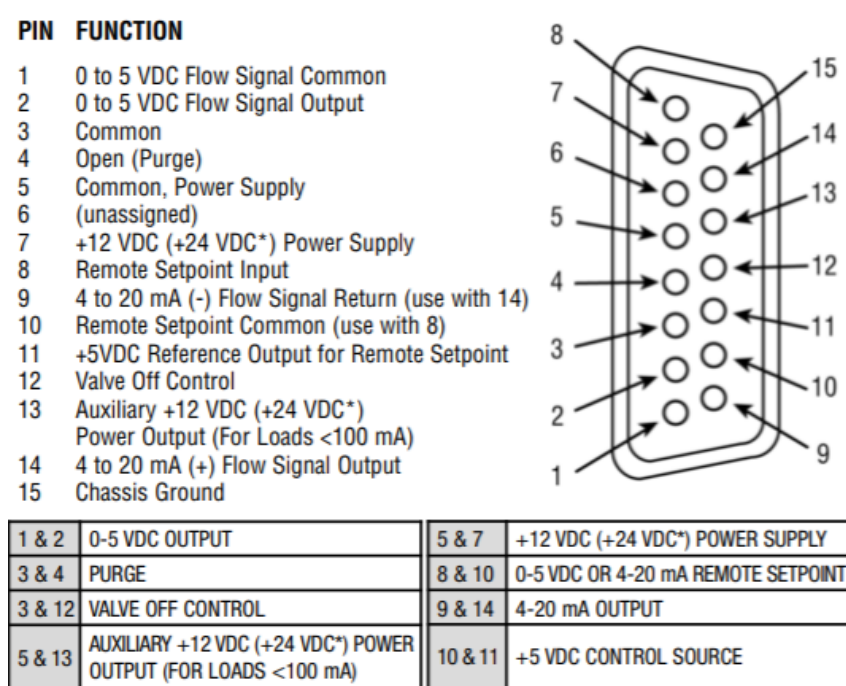 PIN FUNCTION
1 0 to 5 VDC Flow Signal Common
2 0 to 5 VDC Flow Signal Output
3 Common
4 Open (Purge)
5 Common, Power Supply
6 (unassigned)
7 +12 VDC (+24 VDC*) Power Supply
8 Remote Setpoint Input
9 4 to 20 mA (-) Flow Signal Return (use with 14)
10 Remote Setpoint Common (use with 8)
11 +5VDC Reference Output for Remote Setpoint
12 Valve Off Control
13 Auxiliary +12 VDC (+24 VDC*)
Power Output (For Loads <100 mA)
14 4 to 20 mA (+) Flow Signal Output
15 Chassis Ground
8
7
6
5
4
3
2
1
15
14
13
12
11
10
9
1 & 2 0-5 VDC OUTPUT
3 & 4 PURGE
3 & 12 VALVE OFF CONTROL
5 & 13 AUXILIARY +12 VDC (+24 VDC*) POWER
OUTPUT (FOR LOADS <100 mA)
5 & 7 +12 VDC (+24 VDC*) POWER SUPPLY
8 & 10 0-5 VDC OR 4-20 mA REMOTE SETPOINT
9 & 14 4-20 mA OUTPUT
10 & 11 +5 VDC CONTROL SOURCE